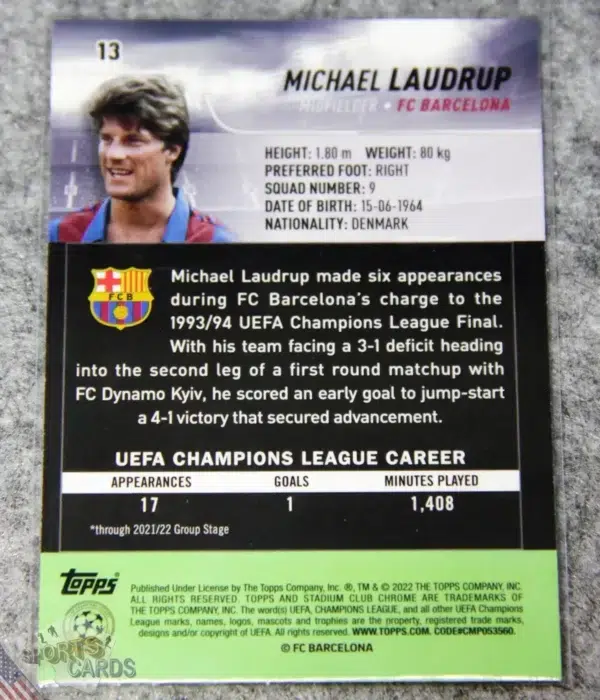 13
MICHAEL LAUDRUP
MIDFIELDER • FC BARCELONA
HEIGHT: 1.80 m WEIGHT: 80 kg
PREFERRED FOOT: RIGHT
SQUAD NUMBER: 9
DATE OF BIRTH: 15-06-1964
NATIONALITY: DENMARK
FCB
Michael Laudrup made six appearances
during FC Barcelona's charge to the
1993/94 UEFA Champions League Final.
With his team facing a 3-1 deficit heading
into the second leg of a first round matchup with
FC Dynamo Kyiv, he scored an early goal to jump-start
a 4-1 victory that secured advancement.
UEFA CHAMPIONS LEAGUE CAREER
APPEARANCES GOALS MINUTES PLAYED
17 1 1,408
*through 2021/22 Group Stage
Topps
Published Under License by The Topps Company, Inc. ®, TM & © 2022 THE TOPPS COMPANY, INC.
ALL RIGHTS RESERVED. TOPPS AND STADIUM CLUB CHROME ARE TRADEMARKS OF
THE TOPPS COMPANY, INC. The word(s) UEFA, CHAMPIONS LEAGUE, and all other UEFA Champions
League marks, names, logos, mascots and trophies are the property, registered trade marks,
designs and/or copyright of UEFA. All rights reserved. WWW.TOPPS.COM. CODE#CMP053560.
© FC BARCELONA
SPORTS
CARDS